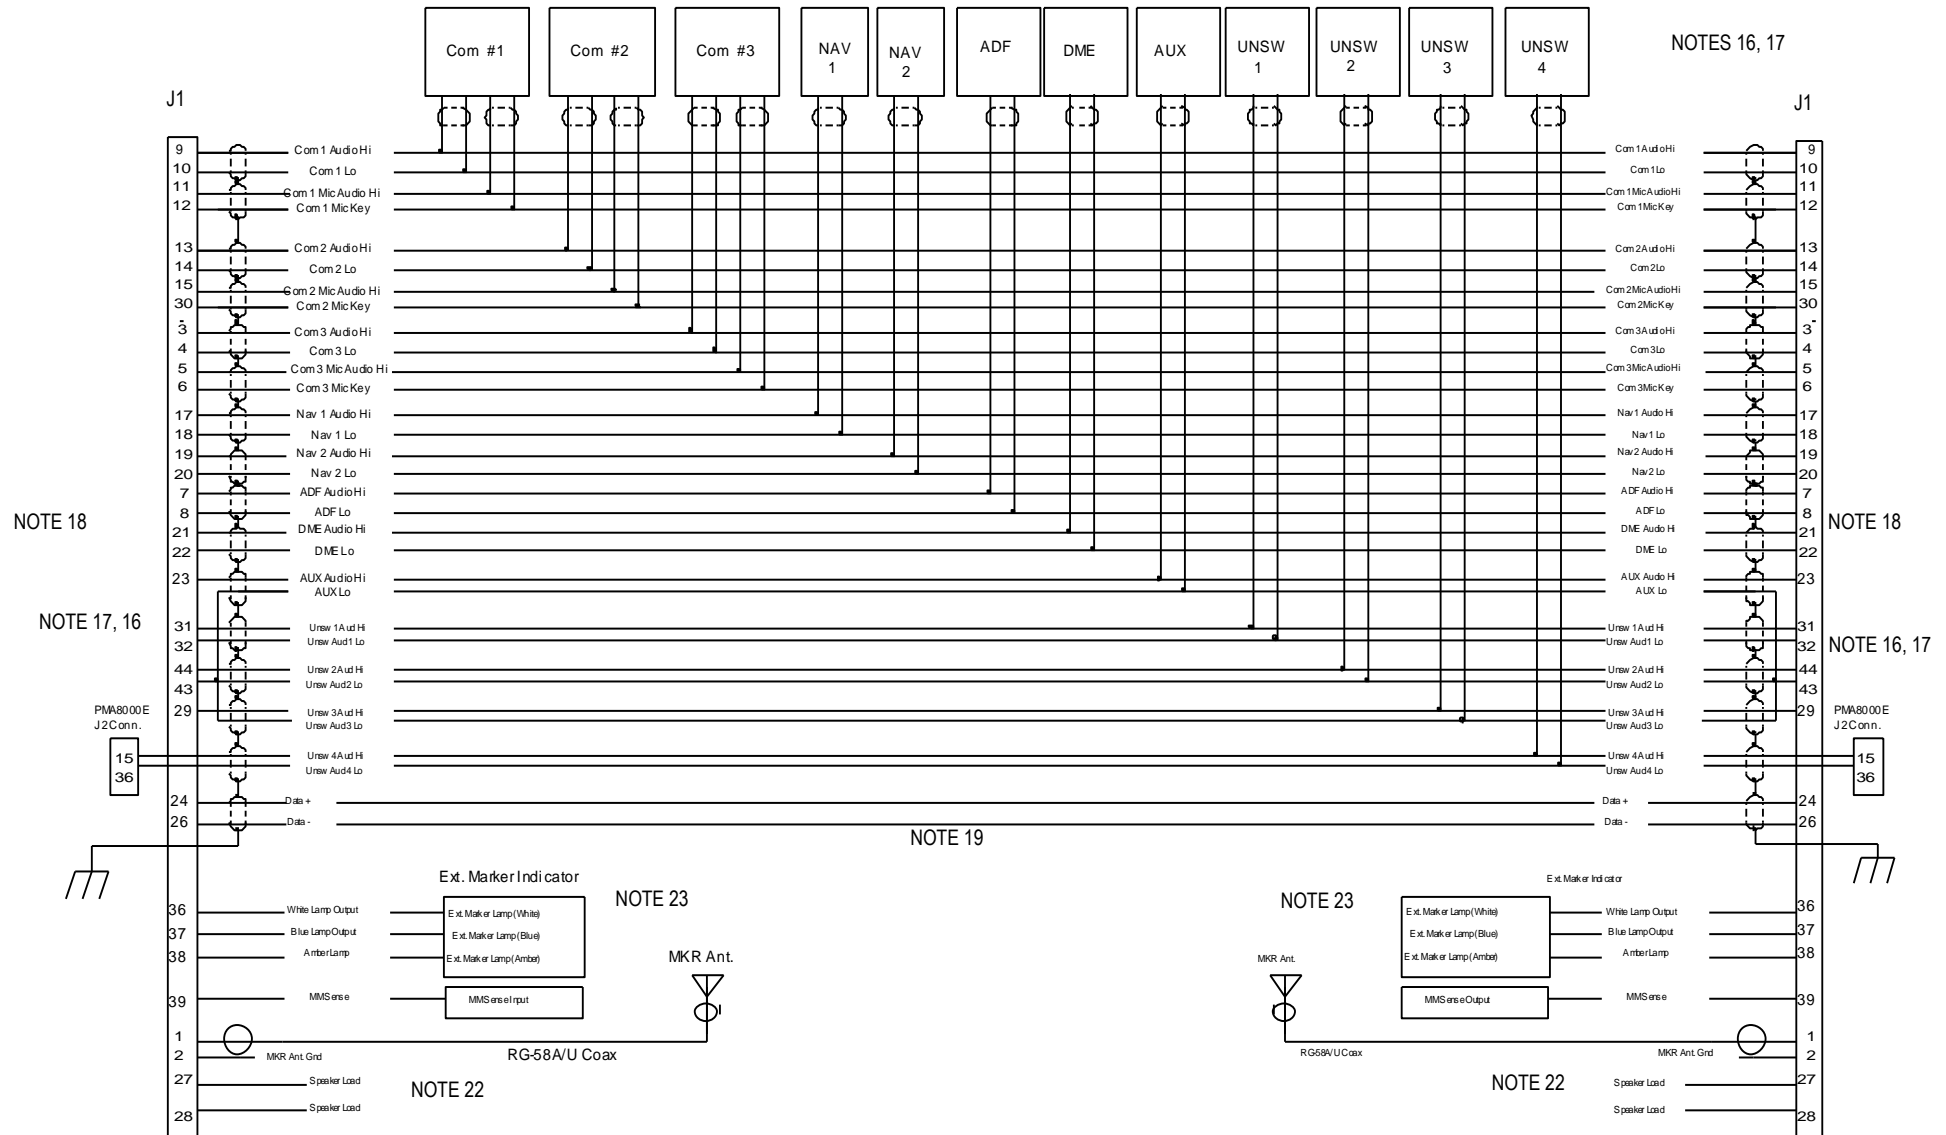 Com #1
Com #2
Com #3
NAV
1
NAV
2
ADF
DME
AUX
UNSW
1
UNSW
2
UNSW
3
UNSW
4
NOTES 16, 17
J1
J1
9 Com 1 Audio Hi Com 1 Audio Hi 9
10 Com 1 Lo Com 1 Lo 10
11 Com 1 Mic Audio Hi Com 1 Mic Audio Hi 11
12 Com 1 Mic Key Com 1 Mic Key 12
13 Com 2 Audio Hi Com 2 Audio Hi 13
14 Com 2 Lo Com 2 Lo 14
15 Com 2 Mic Audio Hi Com 2 Mic Audio Hi 15
30 Com 2 Mic Key Com 2 Mic Key 30
3 Com 3 Audio Hi Com 3 Audio Hi 3
4 Com 3 Lo Com 3 Lo 4
5 Com 3 Mic Audio Hi Com 3 Mic Audio Hi 5
6 Com 3 Mic Key Com 3 Mic Key 6
17 Nav 1 Audio Hi Nav 1 Audio Hi 17
18 Nav 1 Lo Nav 1 Lo 18
19 Nav 2 Audio Hi Nav 2 Audio Hi 19
20 Nav 2 Lo Nav 2 Lo 20
7 ADF Audio Hi ADF Audio Hi 7
8 ADF Lo ADF Lo 8
NOTE 18 NOTE 18
21 DME Audio Hi DME Audio Hi 21
22 DME Lo DME Lo 22
23 AUX Audio Hi AUX Audio Hi 23
AUX Lo AUX Lo
NOTE 17, 16
31 Unsw 1 Aud Hi Unsw 1 Aud Hi 31
32 Unsw Aud1 Lo Unsw Aud1 Lo 32
NOTE 16, 17
44 Unsw 2 Aud Hi Unsw 2 Aud Hi 44
43 Unsw Aud2 Lo Unsw Aud2 Lo 43
29 Unsw 3 Aud Hi Unsw 3 Aud Hi 29
Unsw Aud3 Lo Unsw Aud3 Lo
PMA8000E
J2 Conn.
PMA8000E
J2 Conn.
15 Unsw 4 Aud Hi Unsw 4 Aud Hi 15
36 Unsw Aud4 Lo Unsw Aud4 Lo 36
24 Data + Data + 24
26 Data - Data - 26
NOTE 19
Ext. Marker Indicator
Ext. Marker Indicator
NOTE 23
NOTE 23
36 White Lamp Output Ext. Marker Lamp (White) Ext. Marker Lamp (White) White Lamp Output 36
37 Blue Lamp Output Ext. Marker Lamp (Blue) Ext. Marker Lamp (Blue) Blue Lamp Output 37
38 Amber Lamp Ext. Marker Lamp (Amber) Ext. Marker Lamp (Amber) Amber Lamp 38
MKR Ant.
MKR Ant.
39 MM Sense MM Sense Input MM Sense Output MM Sense 39
1 1
2 MKR Ant. Gnd RG-58A/U Coax RG-58A/U Coax MKR Ant. Gnd 2
27 Speaker Load Speaker Load 27
NOTE 22
NOTE 22
28 Speaker Load Speaker Load 28